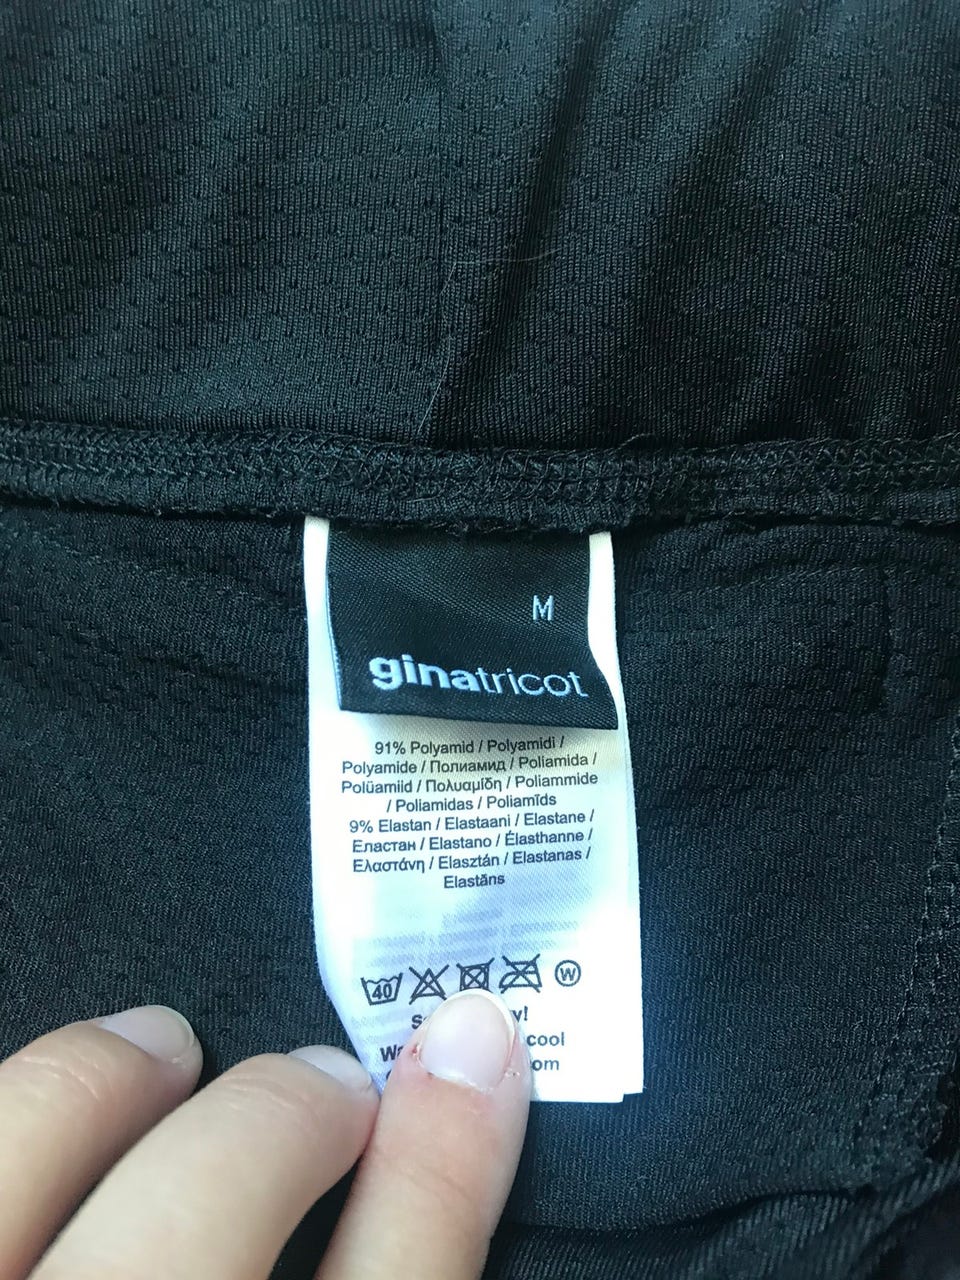 M
ginatricot
91% Polyamid / Polyamidi /
Polyamide / Полиамид / Poliamida /
Polüamiid / Πολυαμίδη / Poliammide
/ Poliamidas / Poliamīds
9% Elastan / Elastaani / Elastane /
Еластан / Elastano / Élasthanne /
Ελαστάνη / Elasztán / Elastanas /
Elastāns
40 W
cool